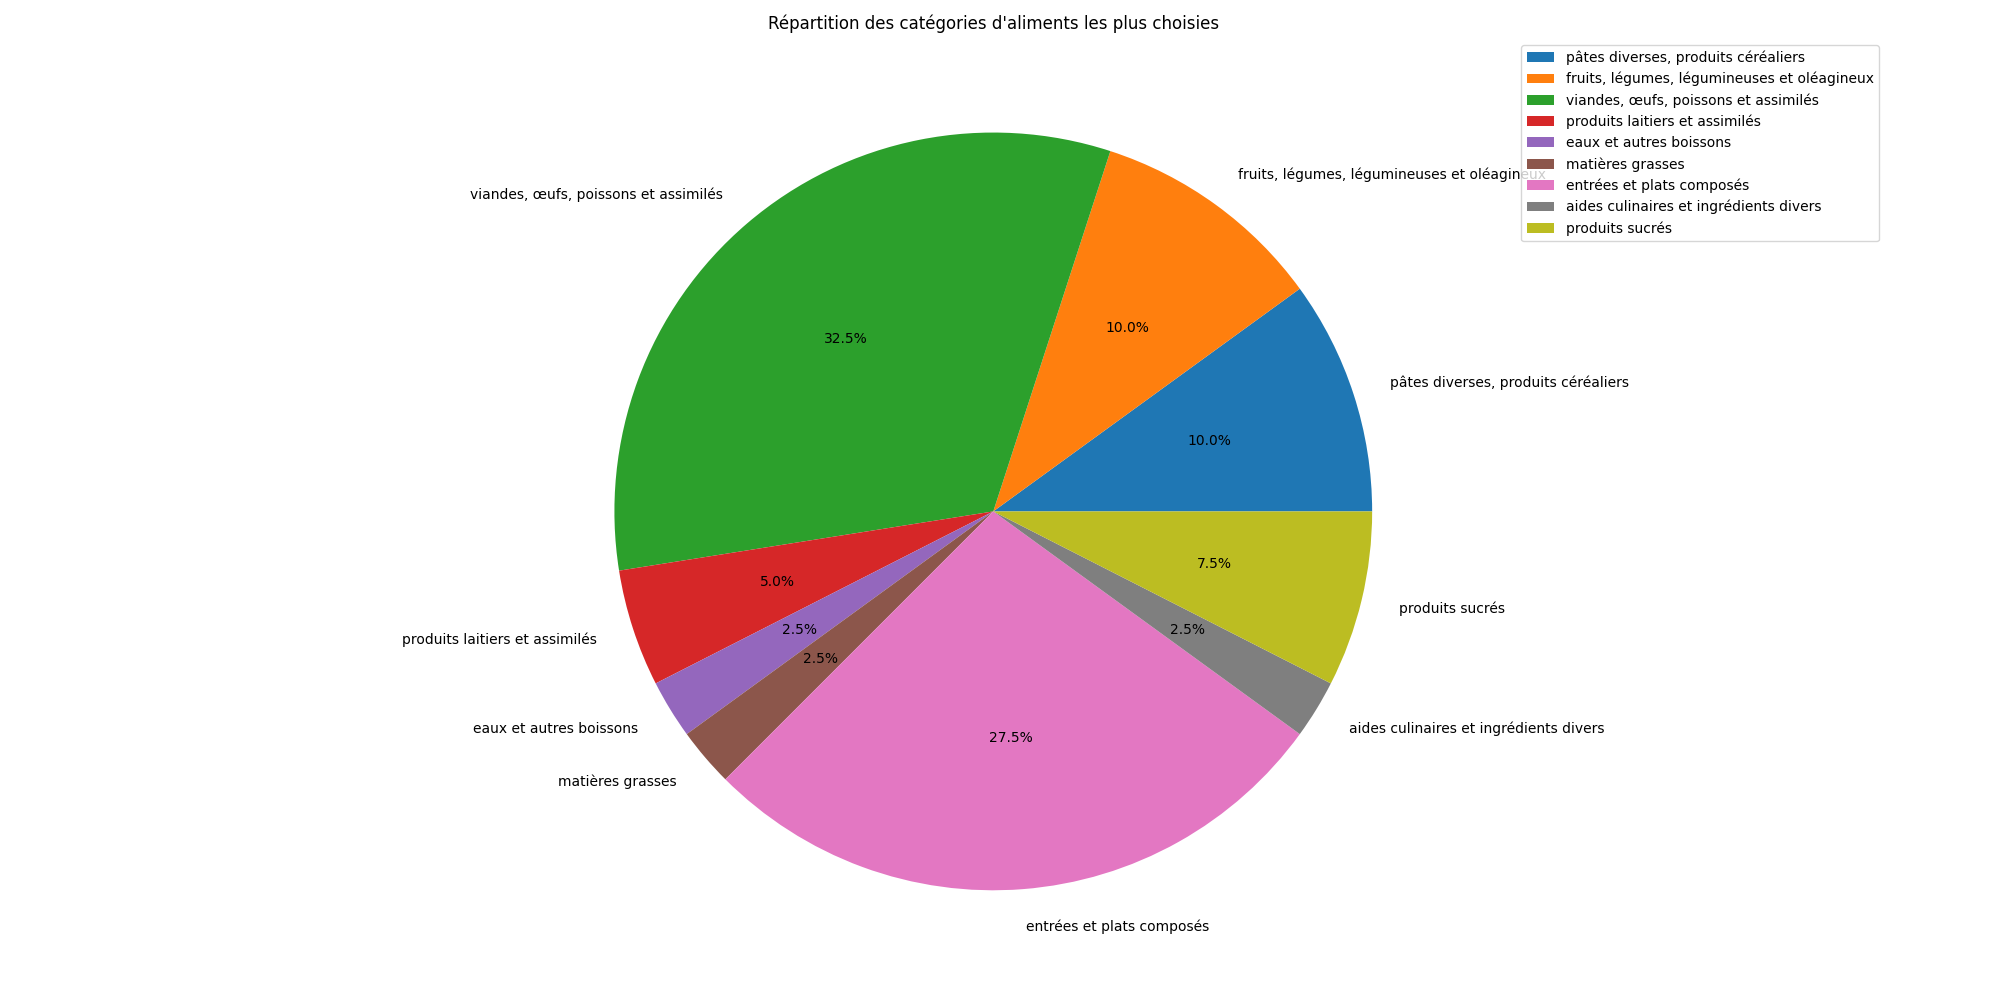 Répartition des catégories d'aliments les plus choisies
pâtes diverses, produits céréaliers
fruits, légumes, légumineuses et oléagineux
viandes, œufs, poissons et assimilés
produits laitiers et assimilés
eaux et autres boissons
matières grasses
entrées et plats composés
aides culinaires et ingrédients divers
produits sucrés
fruits, légumes, légumineuses et oléagineux
viandes, œufs, poissons et assimilés
10.0%
32.5%
pâtes diverses, produits céréaliers
10.0%
7.5%
5.0%
produits sucrés
2.5%
2.5%
produits laitiers et assimilés
2.5%
eaux et autres boissons
aides culinaires et ingrédients divers
27.5%
matières grasses
entrées et plats composés